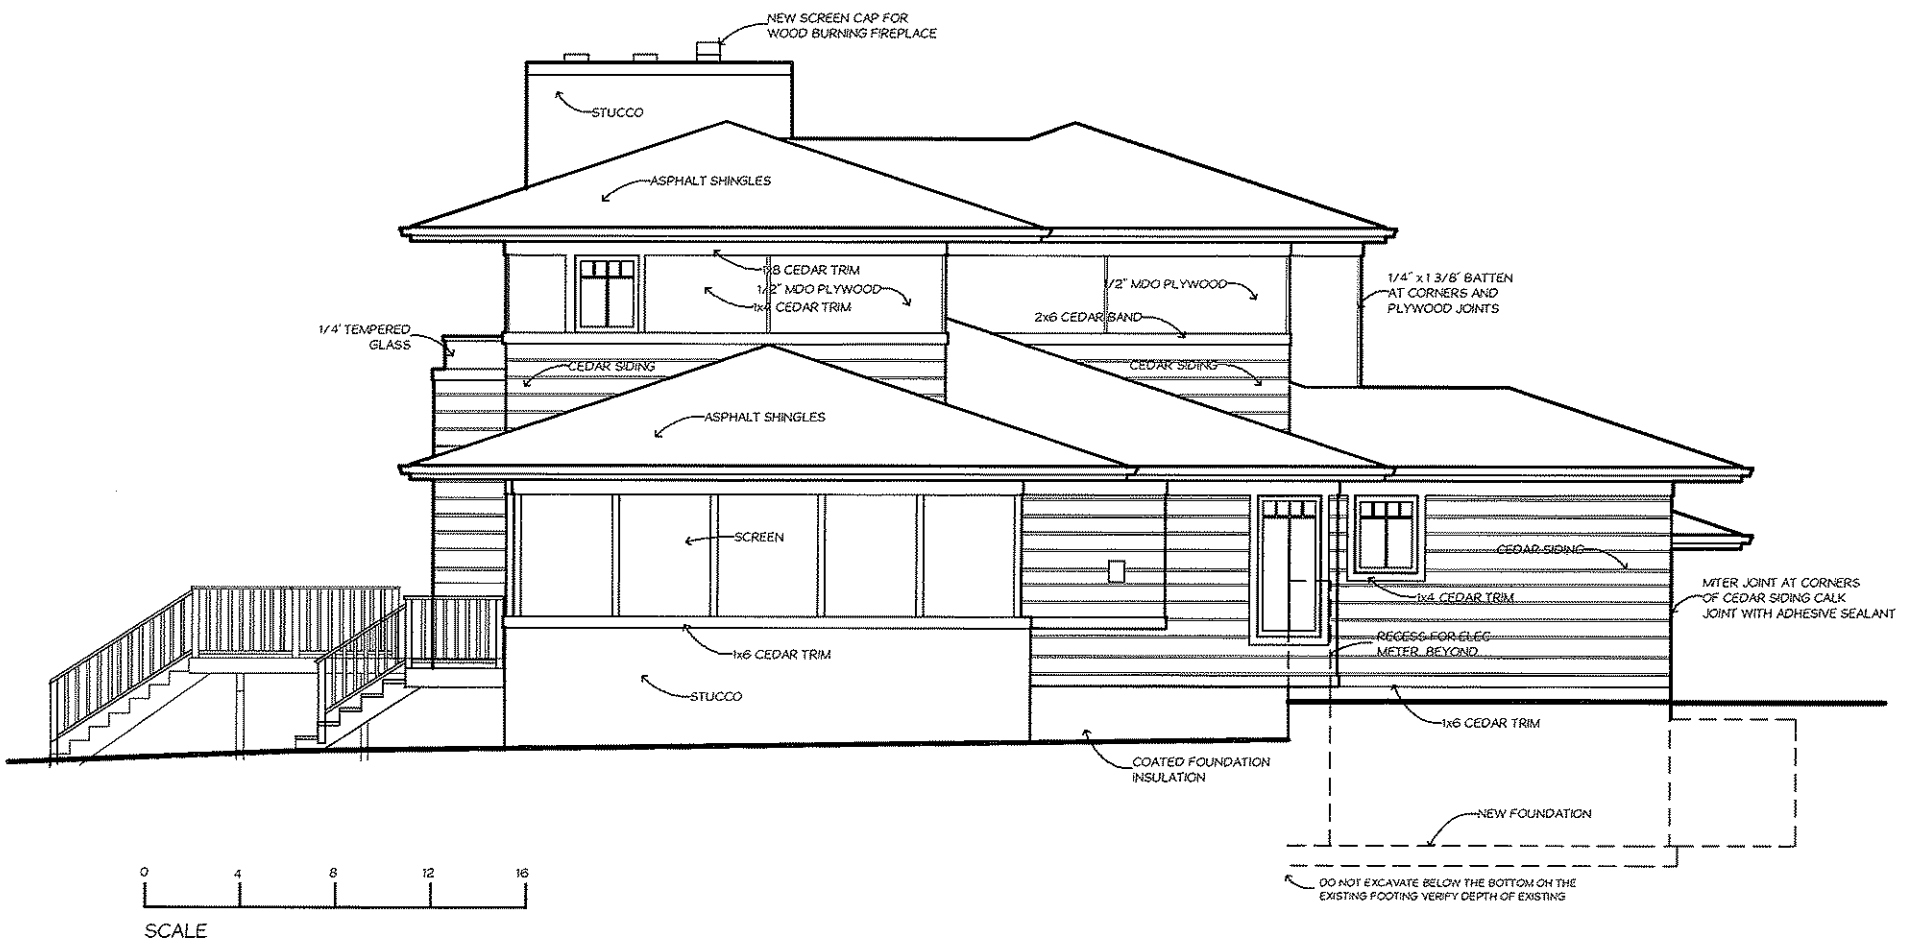 NEW SCREEN CAP FOR
WOOD BURNING FIREPLACE
STUCCO
ASPHALT SHINGLES
1x8 CEDAR TRIM
1/2" MDO PLYWOOD
1x4 CEDAR TRIM
1/2" MDO PLYWOOD
2x6 CEDAR BAND
1/4" x 1 3/8" BATTEN
AT CORNERS AND
PLYWOOD JOINTS
1/4' TEMPERED
GLASS
CEDAR SIDING
CEDAR SIDING
ASPHALT SHINGLES
SCREEN
CEDAR SIDING
1x4 CEDAR TRIM
MITER JOINT AT CORNERS
OF CEDAR SIDING CALK
JOINT WITH ADHESIVE SEALANT
RECESS FOR ELEC
METER BEYOND
1x6 CEDAR TRIM
STUCCO
1x6 CEDAR TRIM
COATED FOUNDATION
INSULATION
NEW FOUNDATION
DO NOT EXCAVATE BELOW THE BOTTOM OH THE
EXISTING FOOTING VERIFY DEPTH OF EXISTING
0 4 8 12 16
SCALE